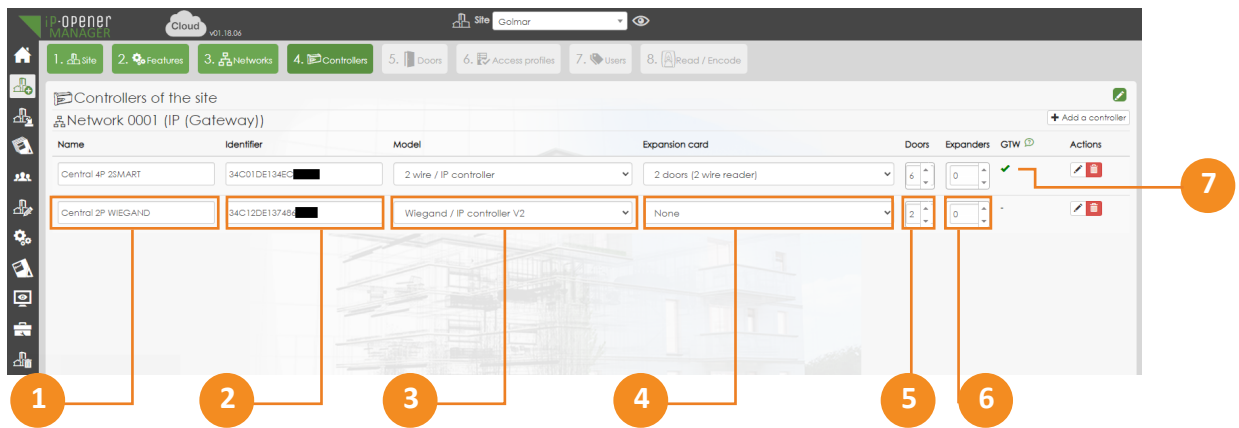 iP-OPENER
MANAGER
Cloud
v01.18.06
Site Golmar
1. Site 2. Features 3. Networks 4. Controllers 5. Doors 6. Access profiles 7. Users 8. Read / Encode
Controllers of the site
Network 0001 (IP (Gateway)) + Add a controller
Name Identifier Model Expansion card Doors Expanders GTW ? Actions
Central 4P 2SMART 34C01DE134EC 2 wire / IP controller 2 doors (2 wire reader) 6 0
7
Central 2P WIEGAND 34C12DE13748 Wiegand / IP controller V2 None 2 0 -
1 2 3 4 5 6